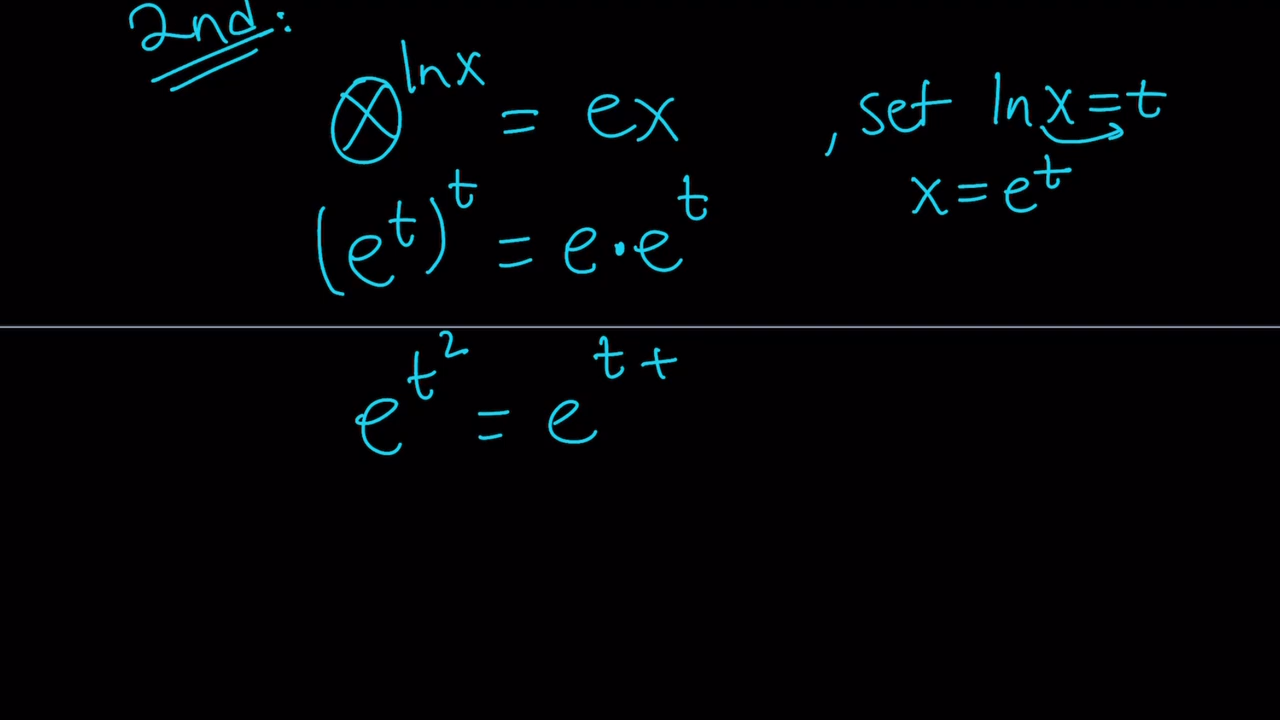 2nd:
x^{ln x} = ex , set ln x = t
x = e^t
(e^t)^t = e · e^t
e^{t^2} = e^{t +